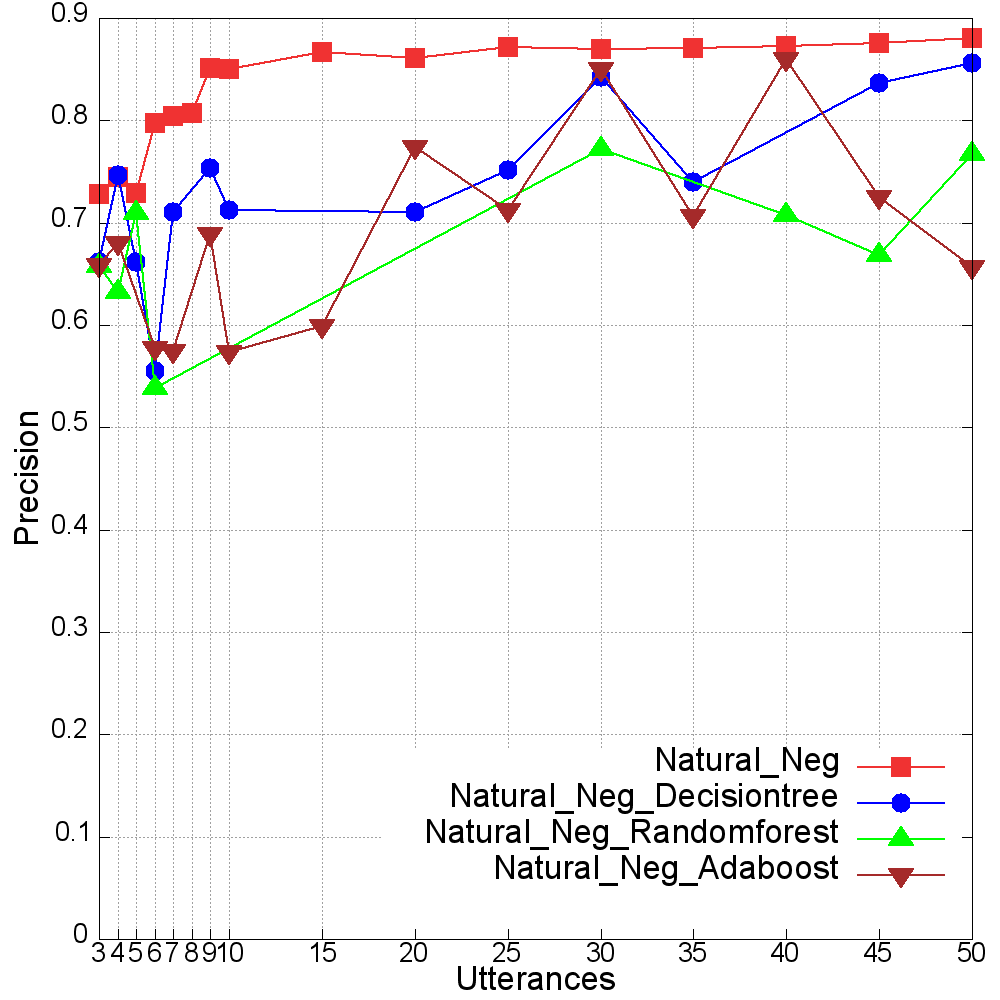 0.9
0.8
0.7
0.6
0.5
0.4
0.3
0.2
0.1
0
Precision
Natural_Neg
Natural_Neg_Decisiontree
Natural_Neg_Randomforest
Natural_Neg_Adaboost
3 4 5 6 7 8 9 10 15 20 25 30 35 40 45 50
Utterances